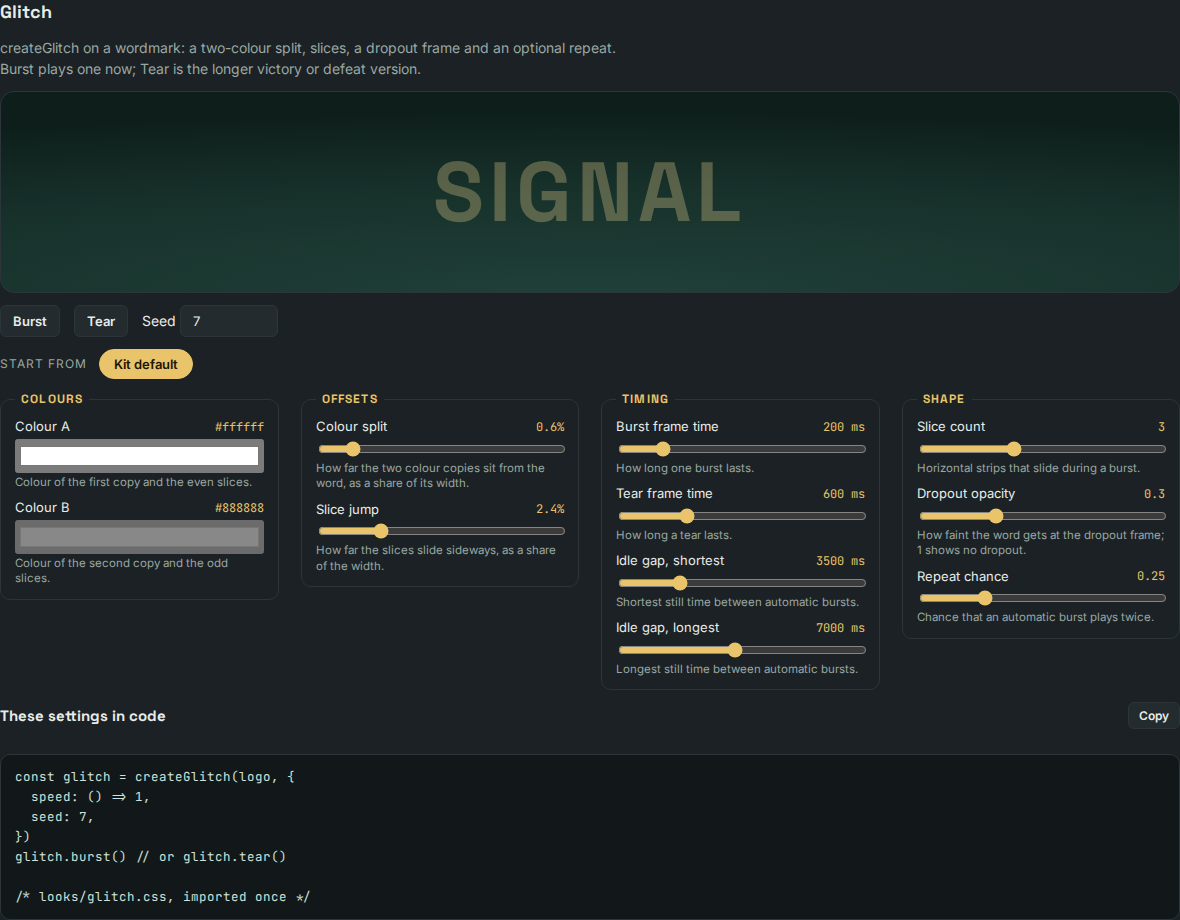 Glitch
createGlitch on a wordmark: a two-colour split, slices, a dropout frame and an optional repeat.
Burst plays one now; Tear is the longer victory or defeat version.
SIGNAL
Burst
Tear
Seed
7
START FROM
Kit default
COLOURS
Colour A
#ffffff
Colour of the first copy and the even slices.
Colour B
#888888
Colour of the second copy and the odd
slices.
OFFSETS
Colour split
0.6%
How far the two colour copies sit from the
word, as a share of its width.
Slice jump
2.4%
How far the slices slide sideways, as a share
of the width.
TIMING
Burst frame time
200 ms
How long one burst lasts.
Tear frame time
600 ms
How long a tear lasts.
Idle gap, shortest
3500 ms
Shortest still time between automatic bursts.
Idle gap, longest
7000 ms
Longest still time between automatic bursts.
SHAPE
Slice count
3
Horizontal strips that slide during a burst.
Dropout opacity
0.3
How faint the word gets at the dropout frame;
1 shows no dropout.
Repeat chance
0.25
Chance that an automatic burst plays twice.
These settings in code
Copy
const glitch = createGlitch(logo, {
  speed: () => 1,
  seed: 7,
})
glitch.burst() // or glitch.tear()
/* looks/glitch.css, imported once */